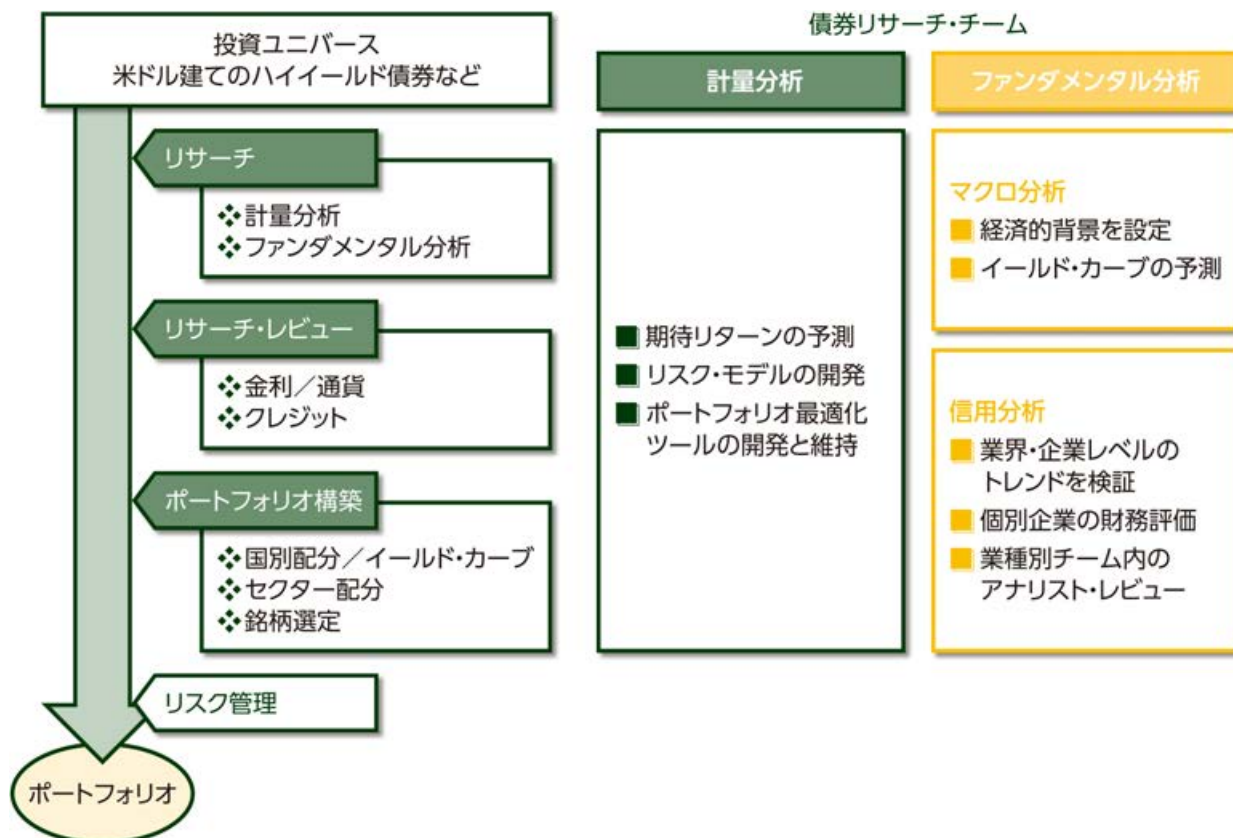 投資ユニバース
米ドル建てのハイイールド債券など
リサーチ
❖計量分析
❖ファンダメンタル分析
リサーチ・レビュー
❖金利／通貨
❖クレジット
ポートフォリオ構築
❖国別配分／イールド・カーブ
❖セクター配分
❖銘柄選定
リスク管理
ポートフォリオ
債券リサーチ・チーム
計量分析
■ 期待リターンの予測
■ リスク・モデルの開発
■ ポートフォリオ最適化
ツールの開発と維持
ファンダメンタル分析
マクロ分析
■ 経済的背景を設定
■ イールド・カーブの予測
信用分析
■ 業界・企業レベルの
トレンドを検証
■ 個別企業の財務評価
■ 業種別チーム内の
アナリスト・レビュー